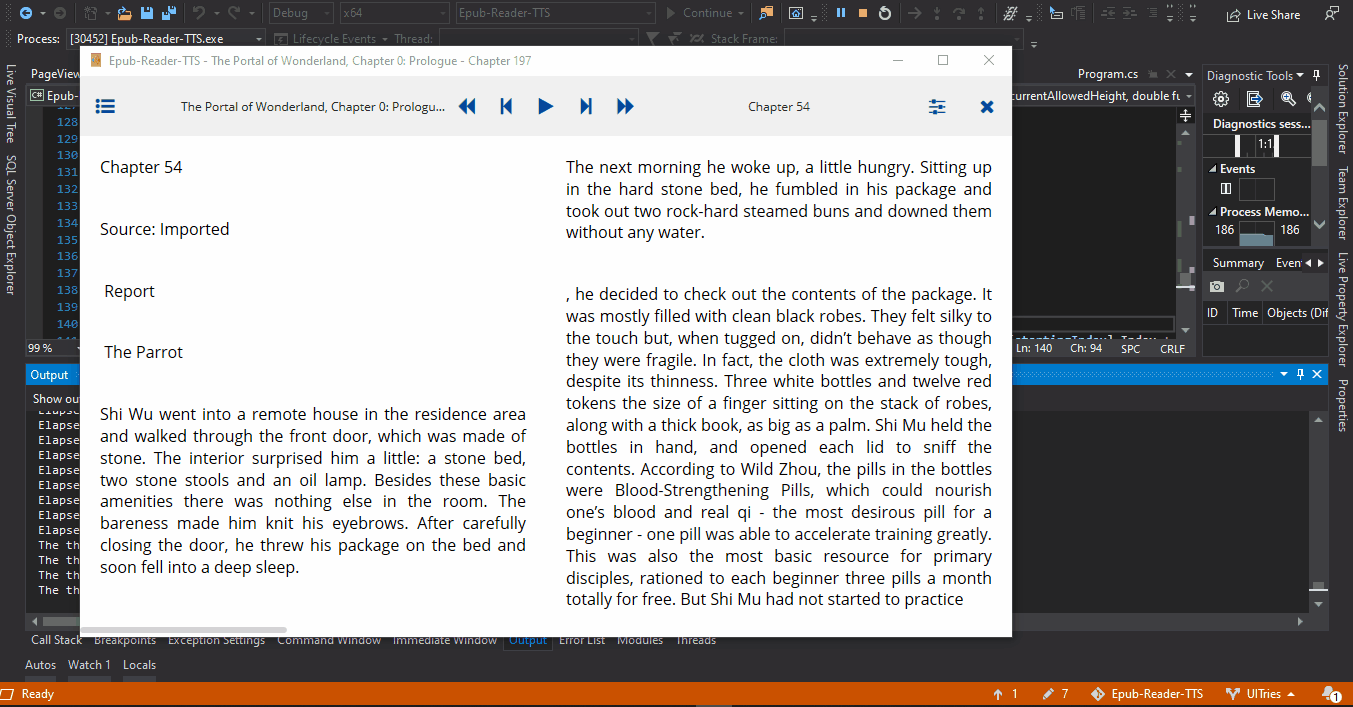 Debug
x64
Epub-Reader-TTS
Continue
Live Share
Process:
[30452] Epub-Reader-TTS.exe
Lifecycle Events
Thread:
Stack Frame:
Live Visual Tree
SQL Server Object Explorer
PageView
C# Epub-
128
129
130
131
132
133
134
135
136
137
138
139
140
99 %
Output
Show ou
Elapse
Elapse
Elapse
Elapse
Elapse
Elapse
Elapse
Elapse
The th
The th
The th
The th
Epub-Reader-TTS - The Portal of Wonderland, Chapter 0: Prologue - Chapter 197
The Portal of Wonderland, Chapter 0: Prologu...
Chapter 54
Chapter 54
Source: Imported
Report
The Parrot
Shi Wu went into a remote house in the residence area
and walked through the front door, which was made of
stone. The interior surprised him a little: a stone bed,
two stone stools and an oil lamp. Besides these basic
amenities there was nothing else in the room. The
bareness made him knit his eyebrows. After carefully
closing the door, he threw his package on the bed and
soon fell into a deep sleep.
The next morning he woke up, a little hungry. Sitting up
in the hard stone bed, he fumbled in his package and
took out two rock-hard steamed buns and downed them
without any water.
, he decided to check out the contents of the package. It
was mostly filled with clean black robes. They felt silky to
the touch but, when tugged on, didn’t behave as though
they were fragile. In fact, the cloth was extremely tough,
despite its thinness. Three white bottles and twelve red
tokens the size of a finger sitting on the stack of robes,
along with a thick book, as big as a palm. Shi Mu held the
bottles in hand, and opened each lid to sniff the
contents. According to Wild Zhou, the pills in the bottles
were Blood-Strengthening Pills, which could nourish
one’s blood and real qi - the most desirous pill for a
beginner - one pill was able to accelerate training greatly.
This was also the most basic resource for primary
disciples, rationed to each beginner three pills a month
totally for free. But Shi Mu had not started to practice
Program.cs
currentAllowedHeight, double fu
Ln: 140
Ch: 94
SPC
CRLF
Diagnostic Tools
Diagnostics sess...
1:1
Events
Process Memo...
186
186
Summary
Even
ID
Time
Objects (Dif
Solution Explorer
Team Explorer
Live Property Explorer
Properties
Call Stack
Breakpoints
Exception Settings
Command Window
Immediate Window
Output
Error List
Modules
Threads
Autos
Watch 1
Locals
Ready
1
7
Epub-Reader-TTS
UITries
1